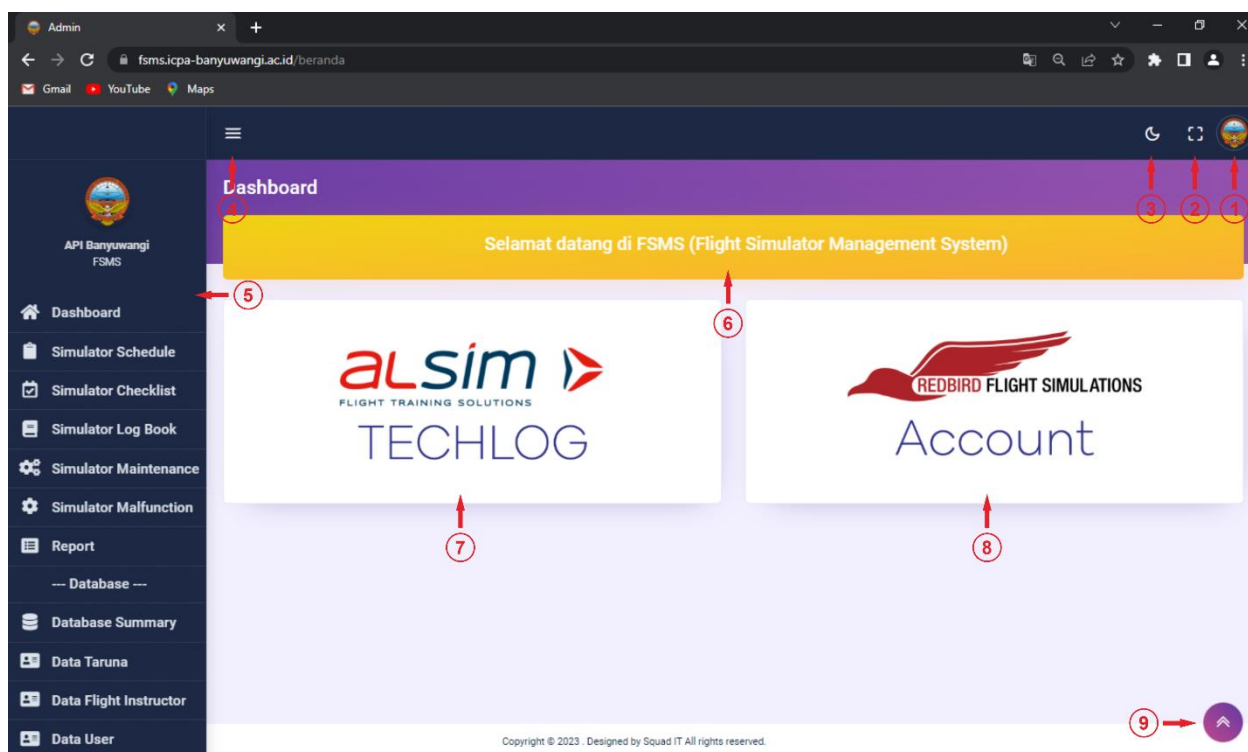 Admin
fsms.icpa-banyuwangi.ac.id/beranda
Gmail YouTube Maps
API Banyuwangi
FSMS
Dashboard
Simulator Schedule
Simulator Checklist
Simulator Log Book
Simulator Maintenance
Simulator Malfunction
Report
--- Database ---
Database Summary
Data Taruna
Data Flight Instructor
Data User
Dashboard
4
3
2
1
Selamat datang di FSMS (Flight Simulator Management System)
5
6
aLsim
FLIGHT TRAINING SOLUTIONS
TECHLOG
REDBIRD FLIGHT SIMULATIONS
Account
7
8
9
Copyright © 2023 . Designed by Squad IT All rights reserved.